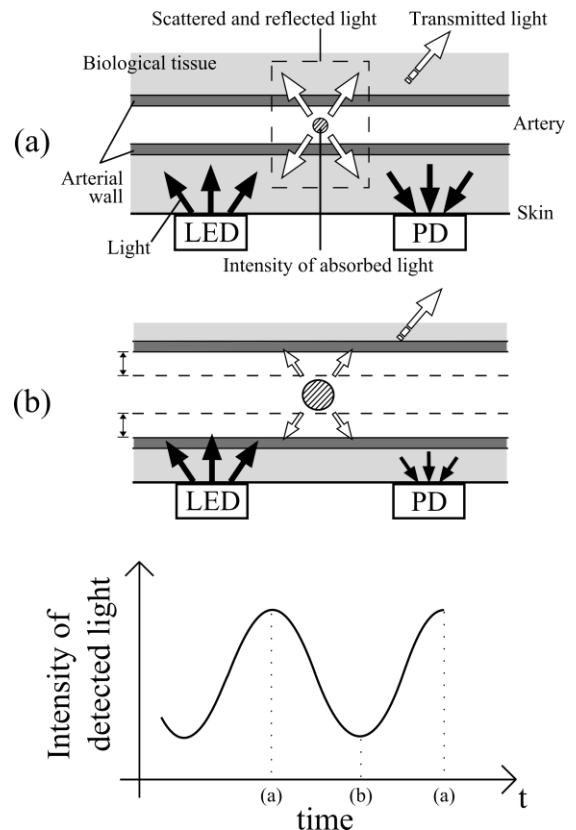 Scattered and reflected light
Transmitted light
Biological tissue
(a)
Artery
Arterial
wall
Skin
Light
LED
PD
Intensity of absorbed light
(b)
LED
PD
Intensity of
detected light
(a)
(b)
(a)
t
time